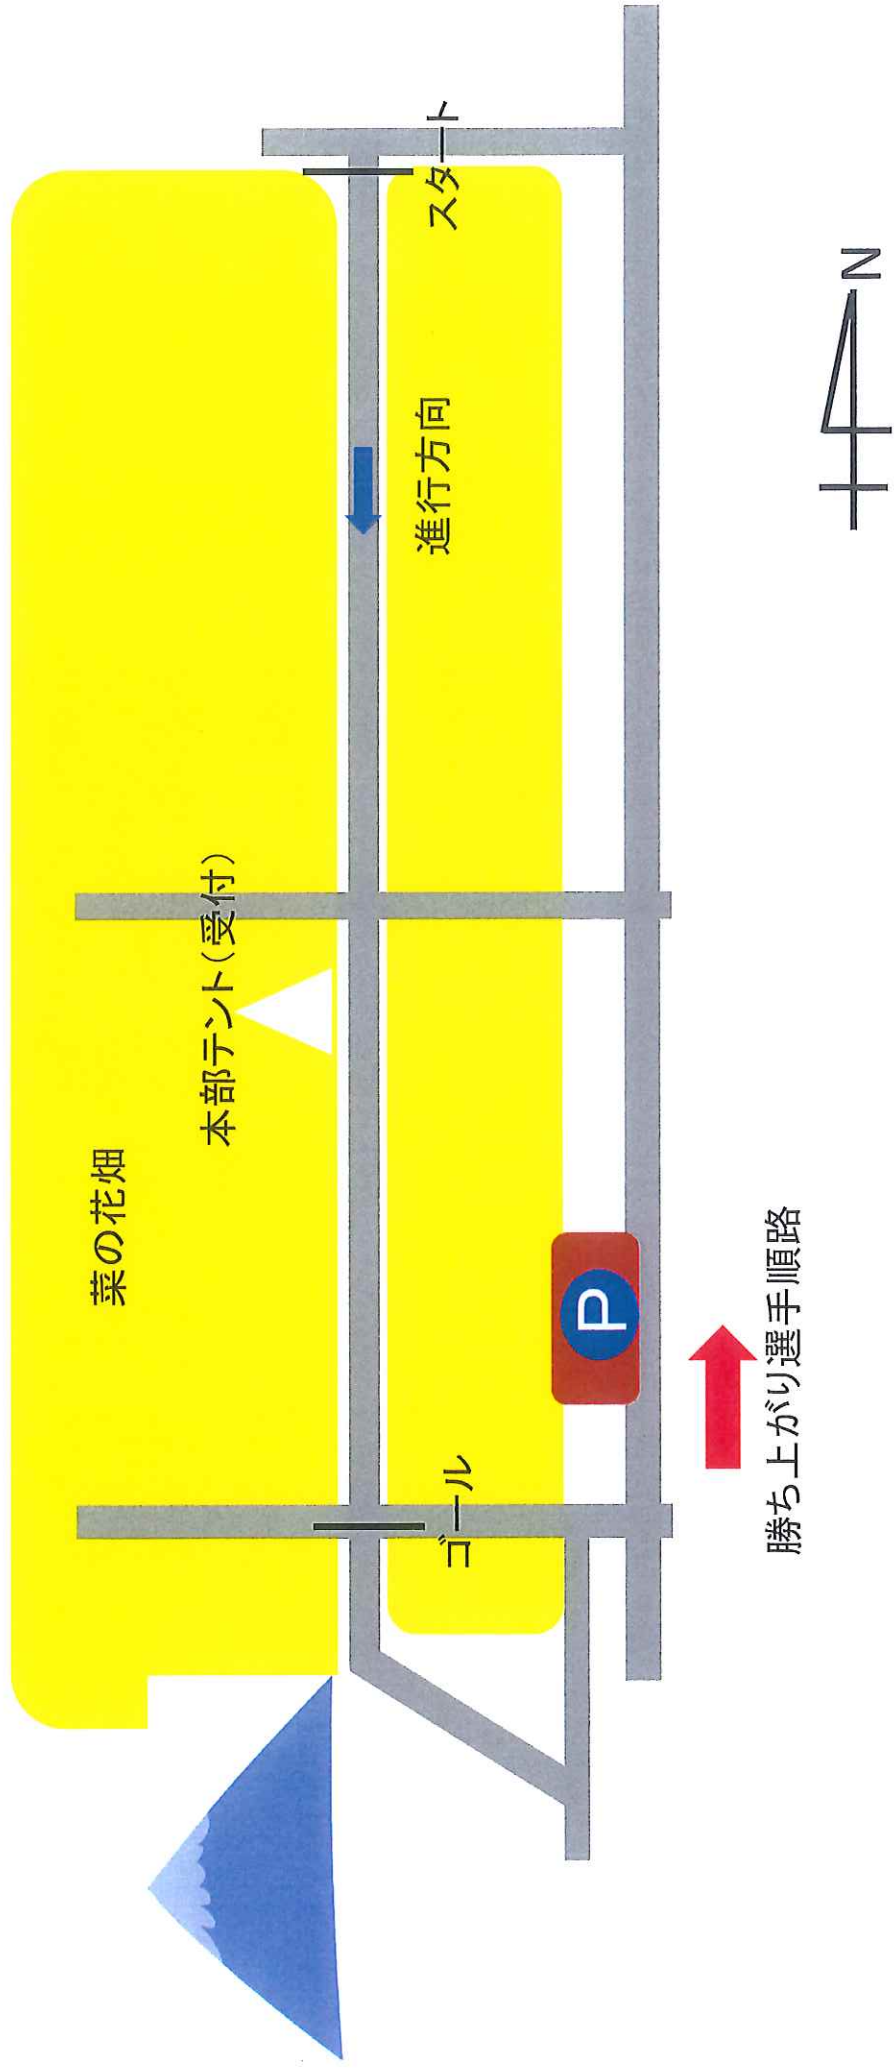 菜の花畑
本部テント（受付）
スタート
進行方向
ゴール
P
勝ち上がり選手順路
N